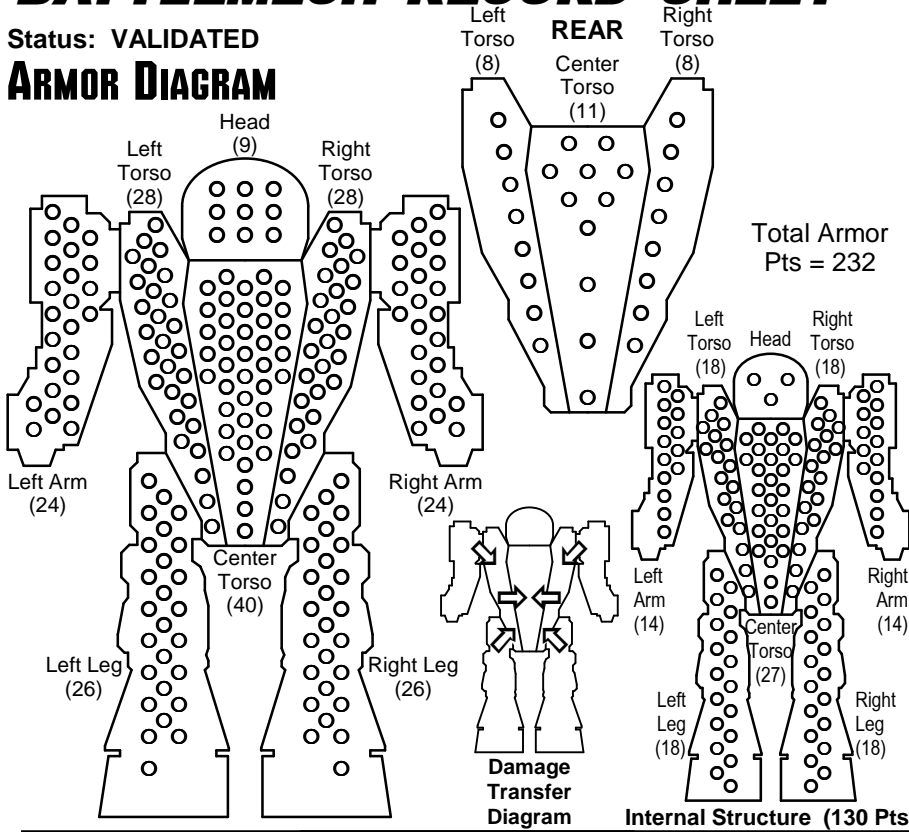 BATTLEMECH RECORD SHEET
Status: VALIDATED
ARMOR DIAGRAM
Left
Torso
(8)
REAR
Center
Torso
(11)
Right
Torso
(8)
Head
(9)
Left
Torso
(28)
Right
Torso
(28)
Total Armor
Pts = 232
Left Arm
(24)
Right Arm
(24)
Center
Torso
(40)
Left Leg
(26)
Right Leg
(26)
Damage
Transfer
Diagram
Left
Torso
(18)
Head
Right
Torso
(18)
Left
Arm
(14)
Right
Arm
(14)
Center
Torso
(27)
Left
Leg
(18)
Right
Leg
(18)
Internal Structure (130 Pts